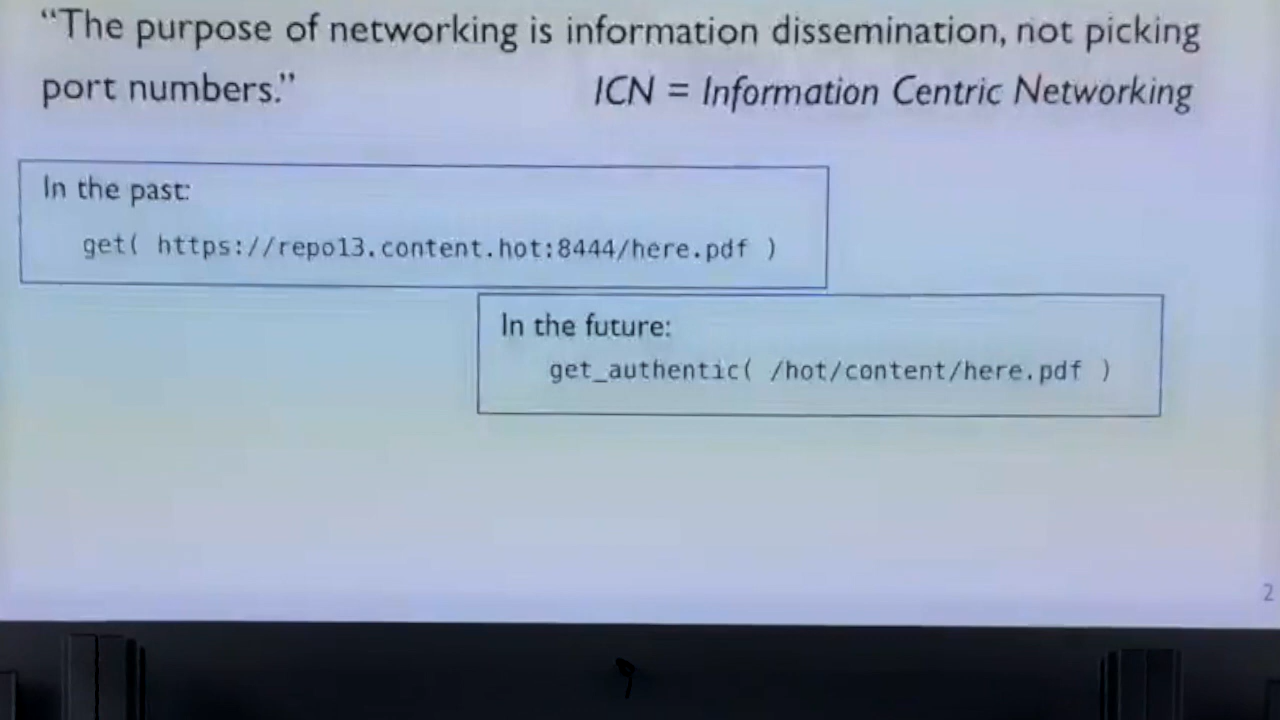 “The purpose of networking is information dissemination, not picking
port numbers.” ICN = Information Centric Networking
In the past:
get( https://repo13.content.hot:8444/here.pdf )
In the future:
get_authentic( /hot/content/here.pdf )
2